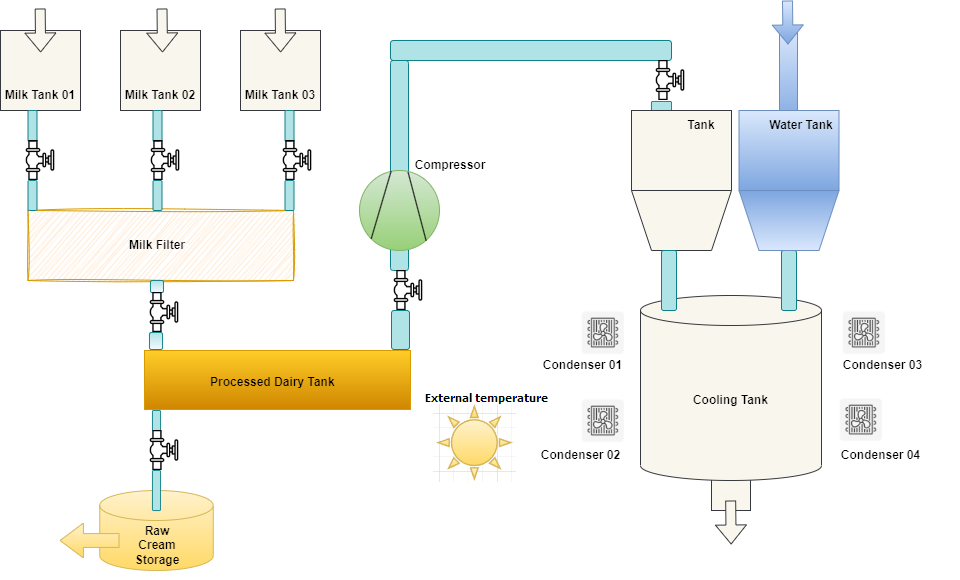 Milk Tank 01
Milk Tank 02
Milk Tank 03
Compressor
Tank
Water Tank
Milk Filter
Condenser 01
Condenser 03
Processed Dairy Tank
External temperature
Cooling Tank
Condenser 02
Condenser 04
Raw
Cream
Storage